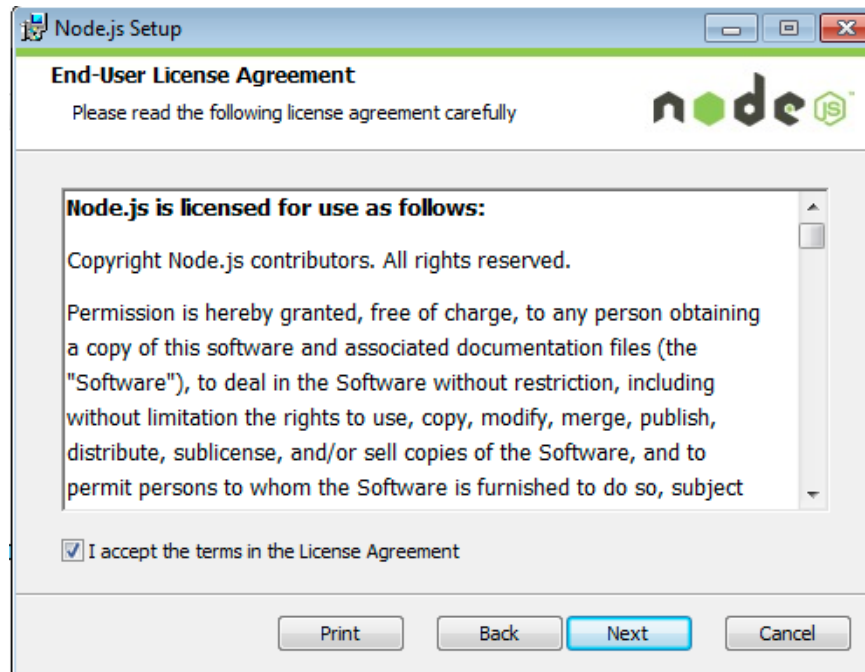 Node.js Setup
End-User License Agreement
Please read the following license agreement carefully
node JS
Node.js is licensed for use as follows:
Copyright Node.js contributors. All rights reserved.
Permission is hereby granted, free of charge, to any person obtaining
a copy of this software and associated documentation files (the
"Software"), to deal in the Software without restriction, including
without limitation the rights to use, copy, modify, merge, publish,
distribute, sublicense, and/or sell copies of the Software, and to
permit persons to whom the Software is furnished to do so, subject
I accept the terms in the License Agreement
Print Back Next Cancel